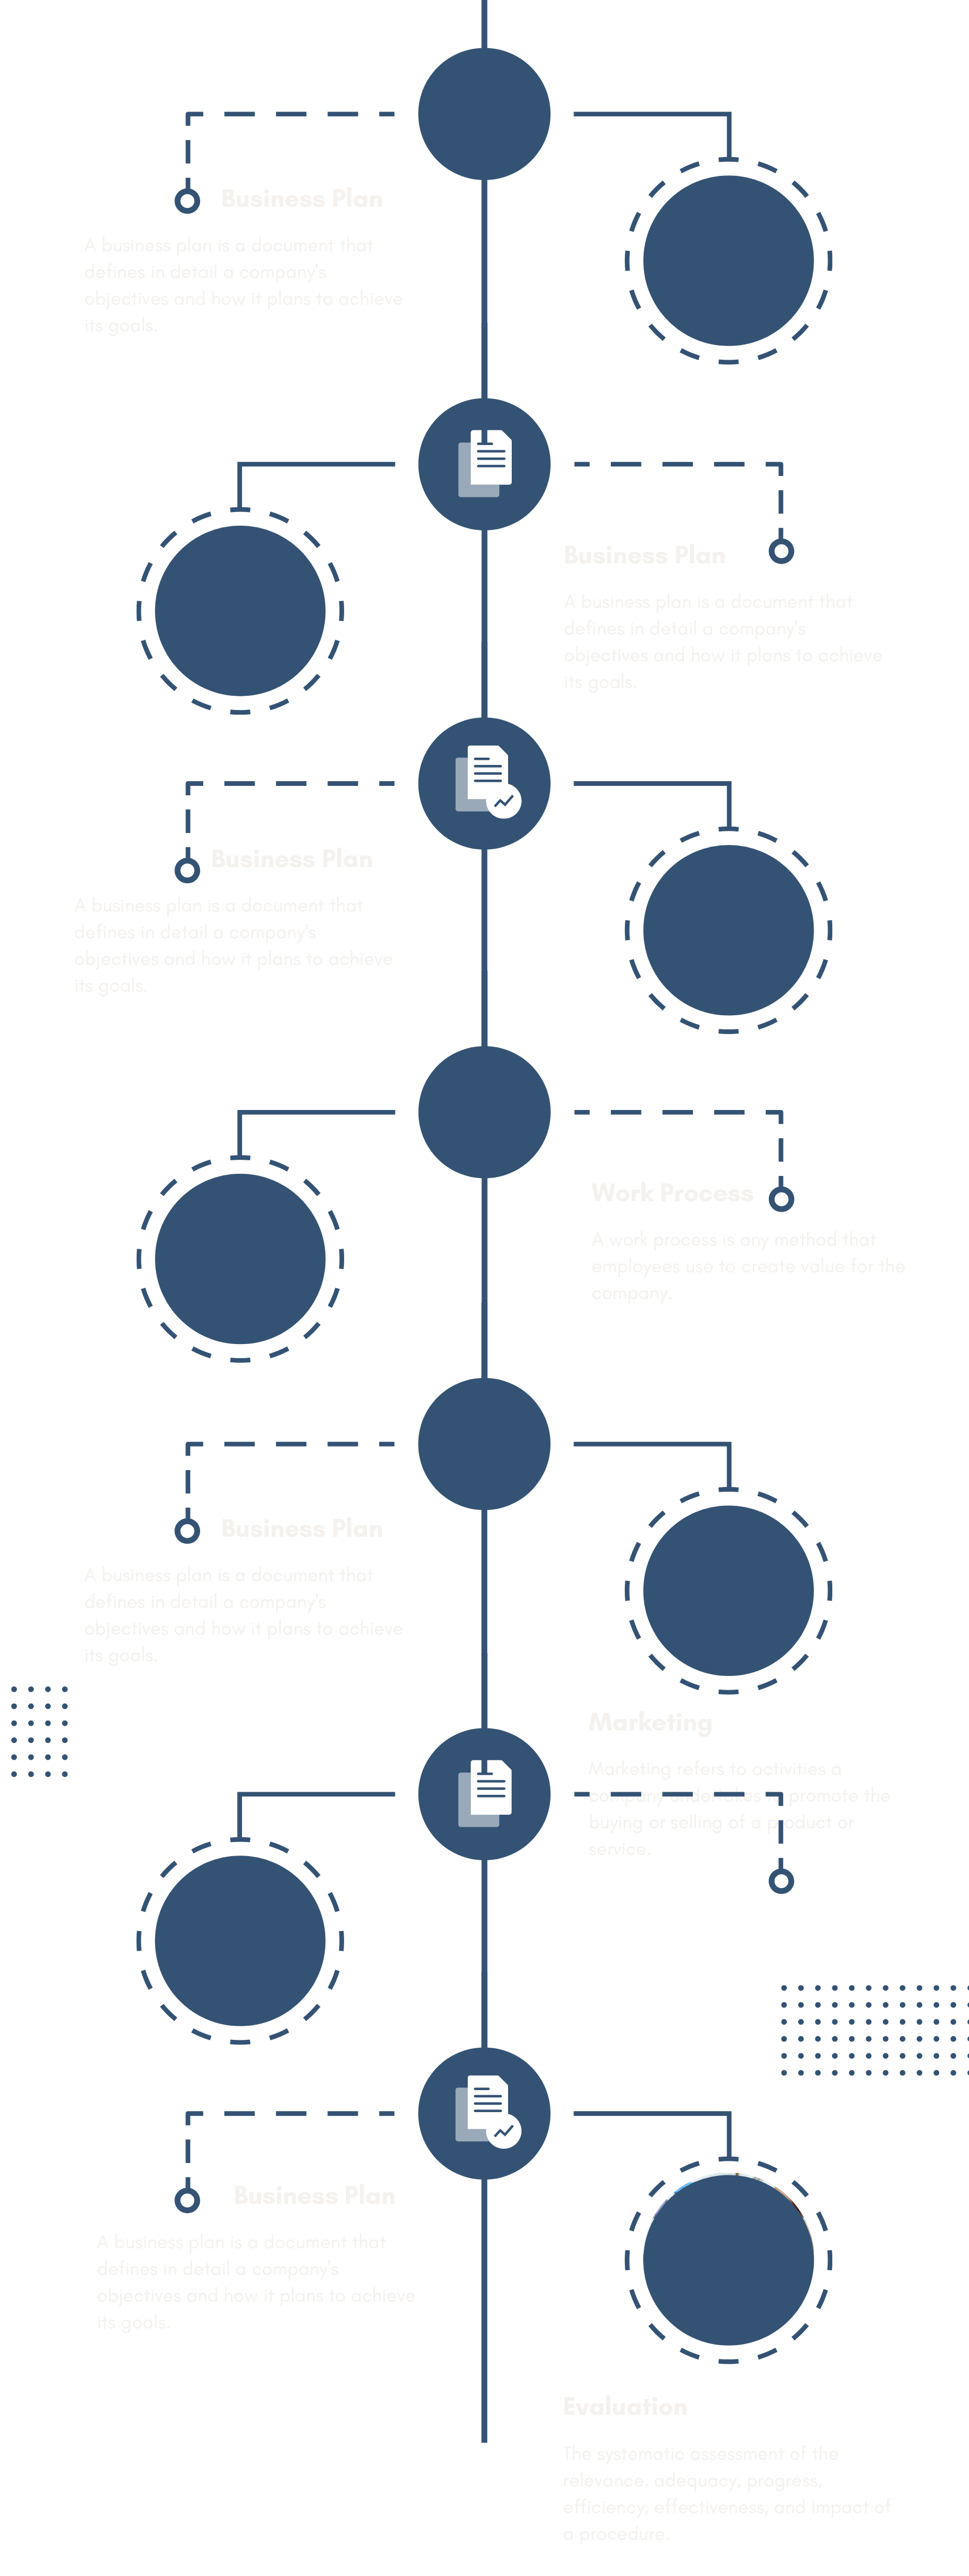 Business Plan
A business plan is a document that
defines in detail a company's
objectives and how it plans to achieve
its goals.
Business Plan
A business plan is a document that
defines in detail a company's
objectives and how it plans to achieve
its goals.
Business Plan
A business plan is a document that
defines in detail a company's
objectives and how it plans to achieve
its goals.
Work Process
A work process is any method that
employees use to create value for the
company.
Business Plan
A business plan is a document that
defines in detail a company's
objectives and how it plans to achieve
its goals.
Marketing
Marketing refers to activities a
company undertakes to promote the
buying or selling of a product or
service.
Business Plan
A business plan is a document that
defines in detail a company's
objectives and how it plans to achieve
its goals.
Evaluation
The systematic assessment of the
relevance, adequacy, progress,
efficiency, effectiveness, and impact of
a procedure.